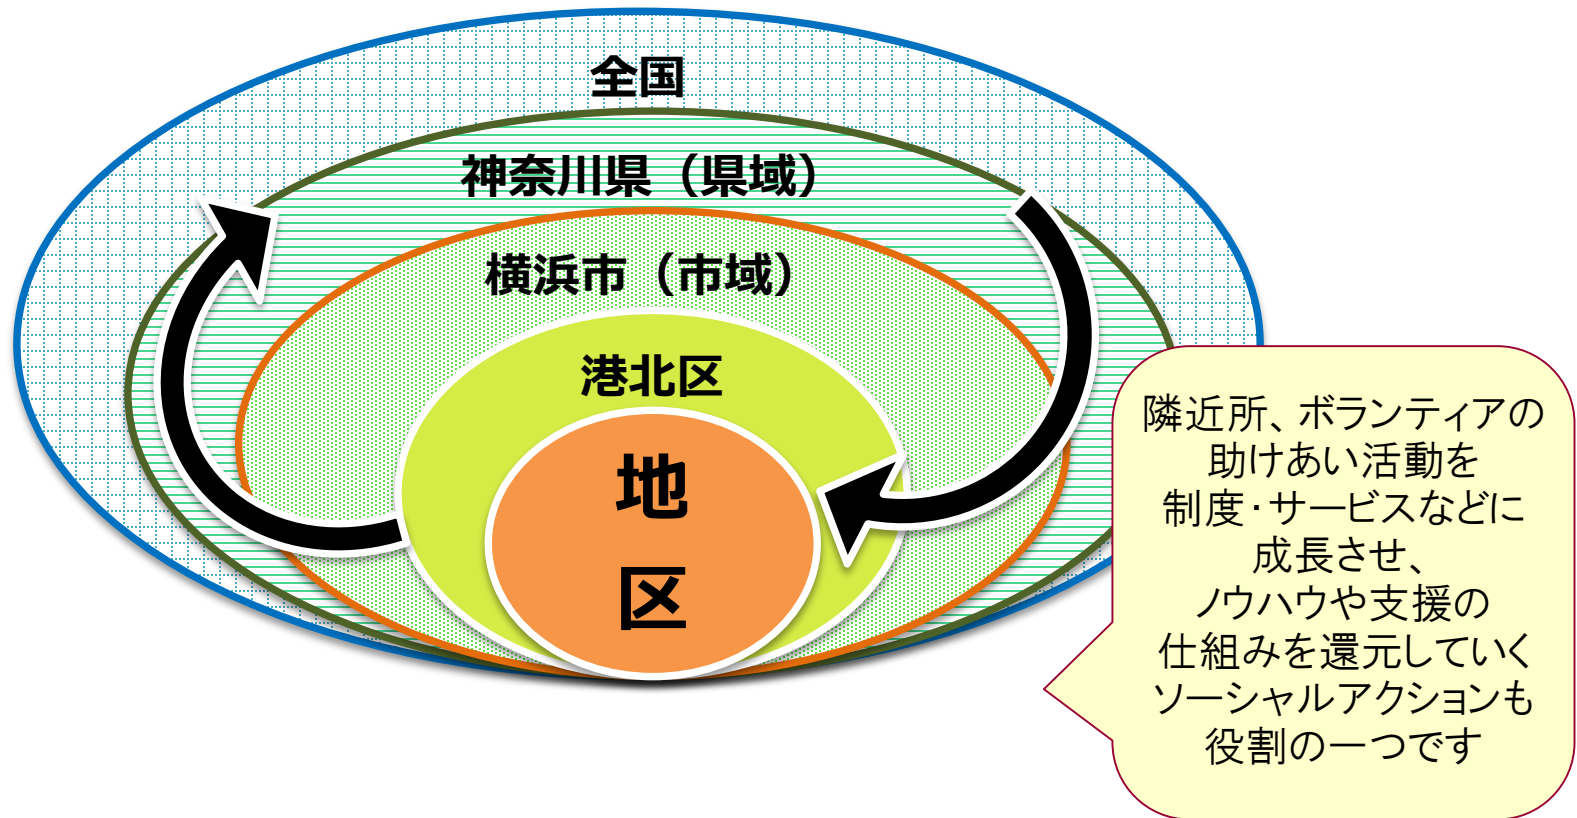 全国
神奈川県（県域）
横浜市（市域）
港北区
地
区
隣近所、ボランティアの
助けあい活動を
制度・サービスなどに
成長させ、
ノウハウや支援の
仕組みを還元していく
ソーシャルアクションも
役割の一つです